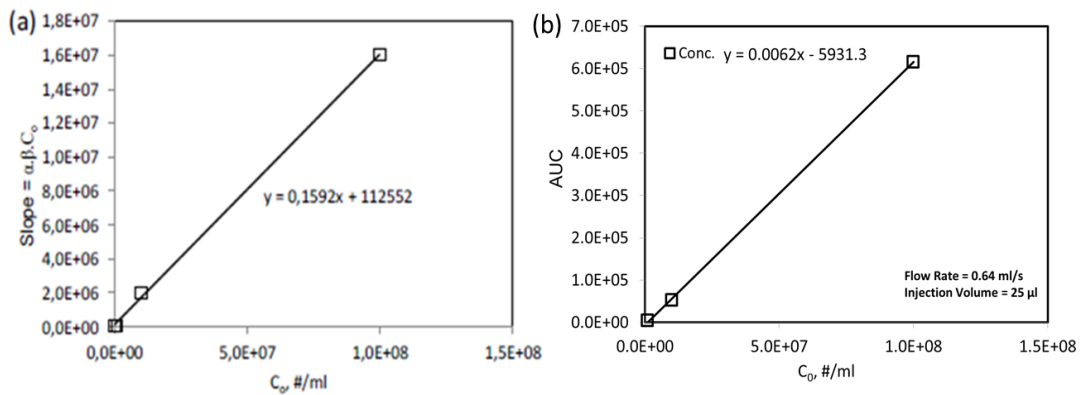 (a)
Slope = α.β.Cₒ
1,8E+07
1,6E+07
1,4E+07
1,2E+07
1,0E+07
8,0E+06
6,0E+06
4,0E+06
2,0E+06
0,0E+00
y = 0,1592x + 112552
0,0E+00 5,0E+07 1,0E+08 1,5E+08
Cₒ, #/ml
(b)
AUC
7.0E+05
6.0E+05
5.0E+05
4.0E+05
3.0E+05
2.0E+05
1.0E+05
0.0E+00
Conc. y = 0.0062x - 5931.3
Flow Rate = 0.64 ml/s
Injection Volume = 25 µl
0.0E+00 5.0E+07 1.0E+08 1.5E+08
C₀, #/ml